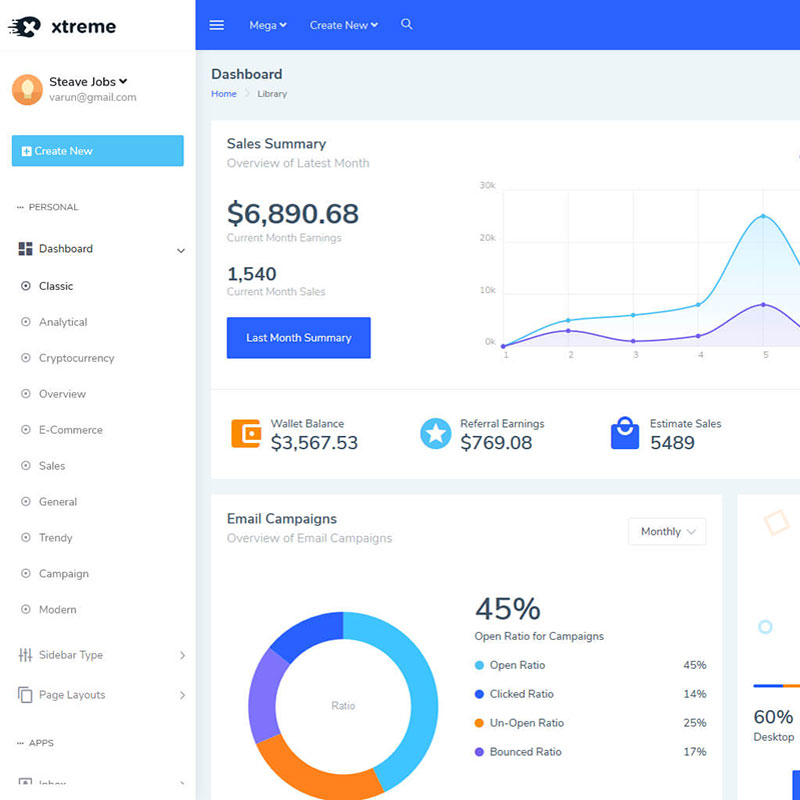 xtreme
Mega
Create New
Steave Jobs
varun@gmail.com
Create New
PERSONAL
Dashboard
Classic
Analytical
Cryptocurrency
Overview
E-Commerce
Sales
General
Trendy
Campaign
Modern
Sidebar Type
Page Layouts
APPS
Inbox
Dashboard
Home
Library
Sales Summary
Overview of Latest Month
$6,890.68
Current Month Earnings
1,540
Current Month Sales
Last Month Summary
30k
20k
10k
0k
1 2 3 4 5
Wallet Balance
$3,567.53
Referral Earnings
$769.08
Estimate Sales
5489
Email Campaigns
Overview of Email Campaigns
Monthly
Ratio
45%
Open Ratio for Campaigns
Open Ratio 45%
Clicked Ratio 14%
Un-Open Ratio 25%
Bounced Ratio 17%
60%
Desktop